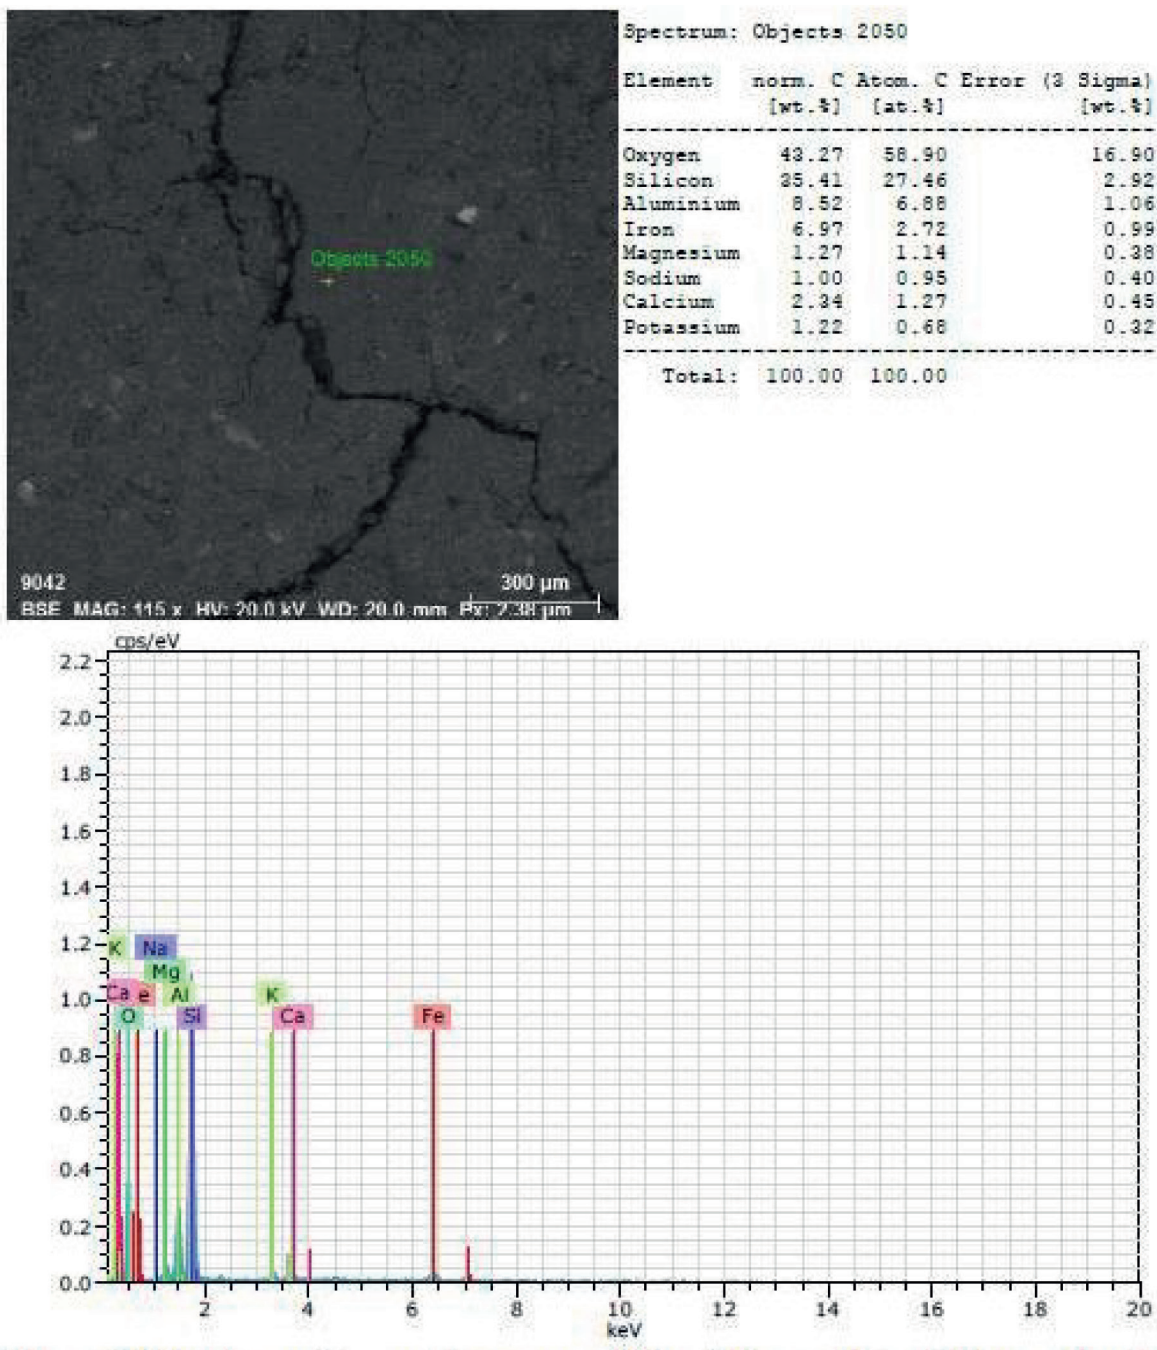 Spectrum: Objects 2050
Element norm. C Atom. C Error (3 Sigma)
[wt.%] [at.%] [wt.%]
Oxygen 43.27 58.90 16.90
Silicon 35.41 27.46 2.92
Aluminium 8.52 6.88 1.06
Iron 6.97 2.72 0.99
Magnesium 1.27 1.14 0.38
Sodium 1.00 0.95 0.40
Calcium 2.34 1.27 0.45
Potassium 1.22 0.68 0.32
Total: 100.00 100.00
Objects 2050
9042 300 µm
BSE MAG: 115 x HV: 20.0 kV WD: 20.0 mm Px: 2.38 µm
cps/eV
2.2
2.0
1.8
1.6
1.4
1.2
1.0
0.8
0.6
0.4
0.2
0.0
K Na
Mg
Ca e Al K
O Si Ca Fe
2 4 6 8 10 12 14 16 18 20
keV